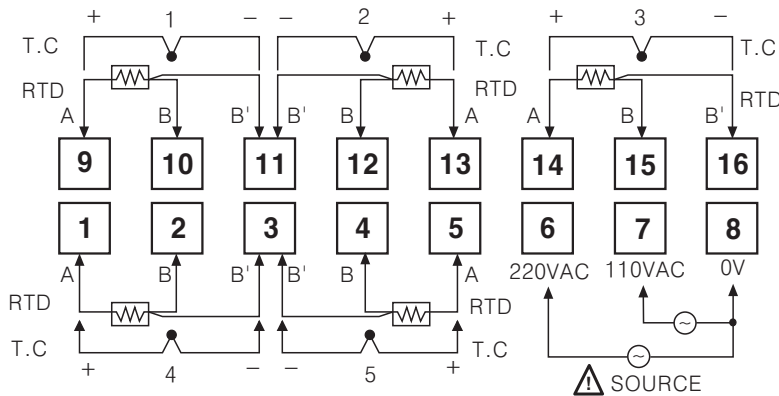 + 1 − − 2 + + 3 −
T.C T.C T.C
RTD RTD RTD
A B B' B' B A A B B'
9 10 11 12 13 14 15 16
1 2 3 4 5 6 7 8
A B B' B' B A 220VAC 110VAC 0V
RTD RTD
T.C T.C
+ 4 − − 5 +
SOURCE